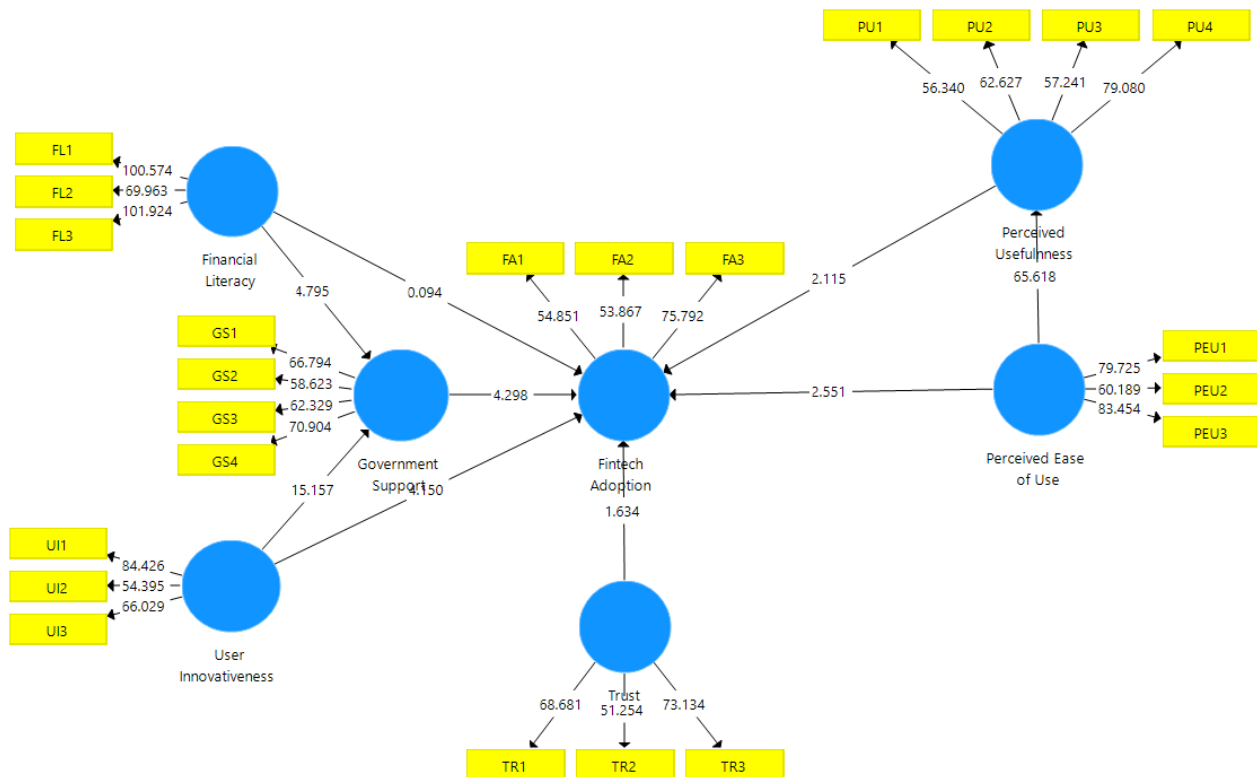 PU1 PU2 PU3 PU4
56.340 62.627 57.241 79.080
FL1
FL2
FL3
100.574
69.963
101.924
Financial
Literacy
Perceived
Usefulnness
65.618
FA1 FA2 FA3
54.851 53.867 75.792
4.795
0.094
2.115
GS1
GS2
GS3
GS4
66.794
58.623
62.329
70.904
4.298
2.551
PEU1
PEU2
PEU3
79.725
60.189
83.454
Government
Support
Fintech
Adoption
Perceived Ease
of Use
15.157
4.150
1.634
UI1
UI2
UI3
84.426
54.395
66.029
User
Innovativeness
Trust
68.681 51.254 73.134
TR1 TR2 TR3